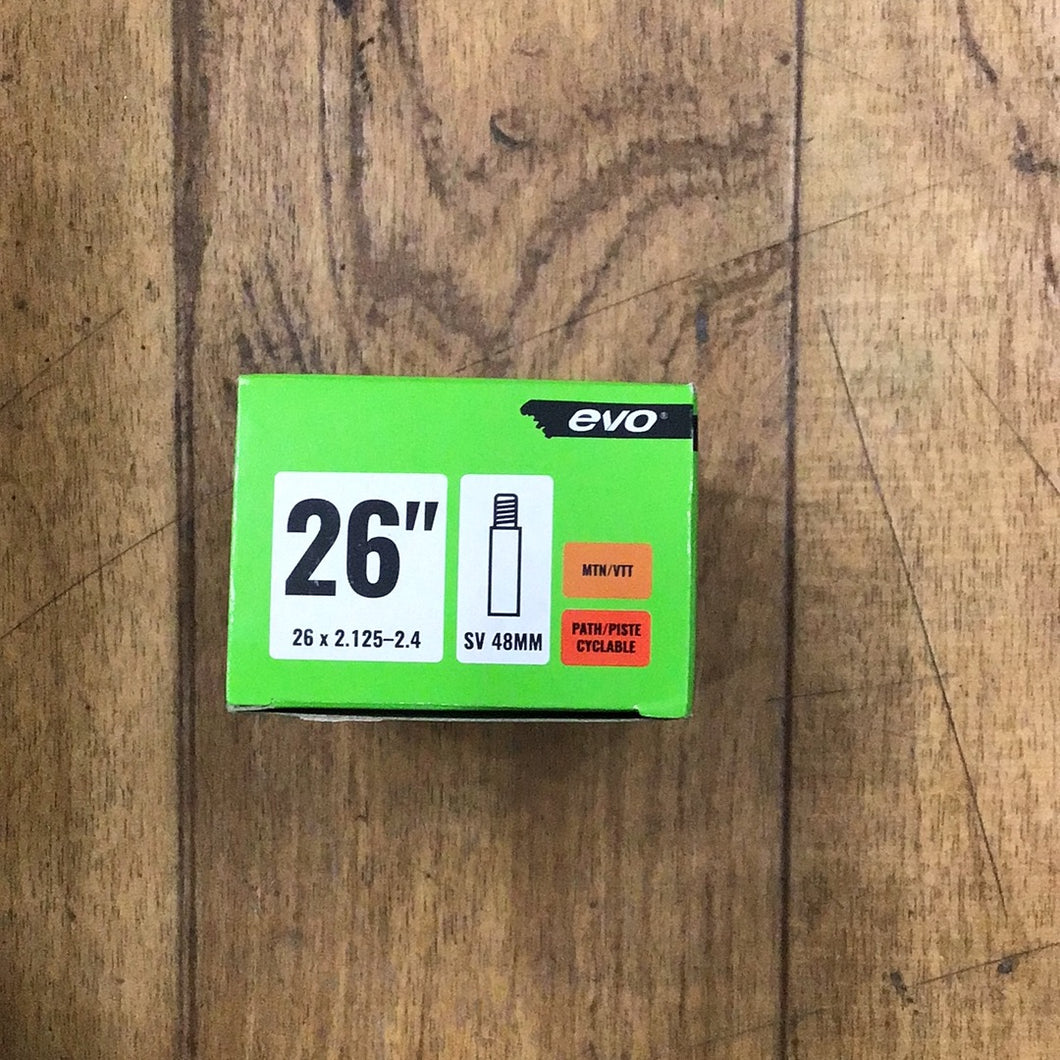 evo®
26"
26 x 2.125–2.4
SV 48MM
MTN/VTT
PATH/PISTE
CYCLABLE